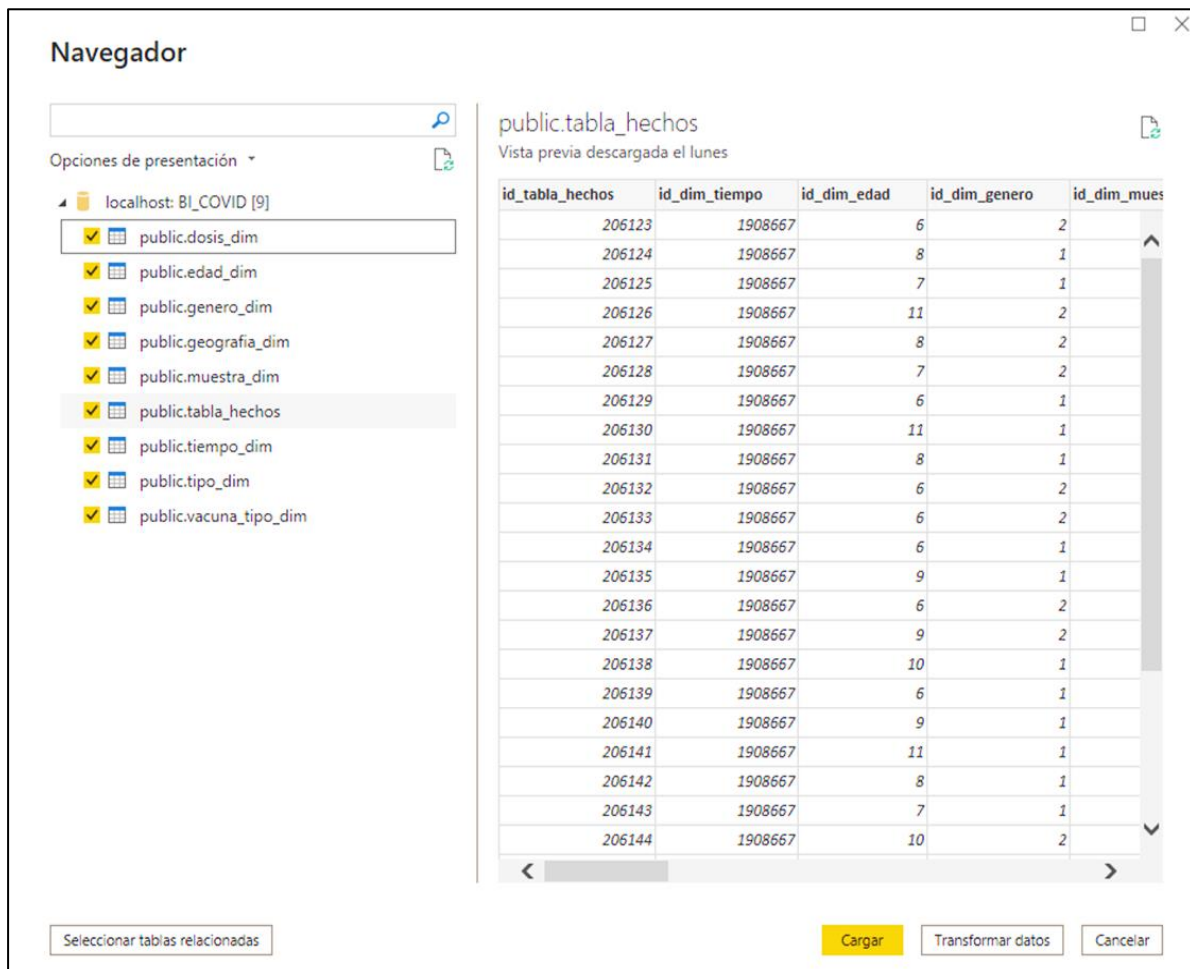 Navegador
Opciones de presentación
localhost: BI_COVID [9]
public.dosis_dim
public.edad_dim
public.genero_dim
public.geografia_dim
public.muestra_dim
public.tabla_hechos
public.tiempo_dim
public.tipo_dim
public.vacuna_tipo_dim
public.tabla_hechos
Vista previa descargada el lunes
id_tabla_hechos id_dim_tiempo id_dim_edad id_dim_genero id_dim_mues
206123 1908667 6 2
206124 1908667 8 1
206125 1908667 7 1
206126 1908667 11 2
206127 1908667 8 2
206128 1908667 7 2
206129 1908667 6 1
206130 1908667 11 1
206131 1908667 8 1
206132 1908667 6 2
206133 1908667 6 2
206134 1908667 6 1
206135 1908667 9 1
206136 1908667 6 2
206137 1908667 9 2
206138 1908667 10 1
206139 1908667 6 1
206140 1908667 9 1
206141 1908667 11 1
206142 1908667 8 1
206143 1908667 7 1
206144 1908667 10 2
Seleccionar tablas relacionadas
Cargar
Transformar datos
Cancelar